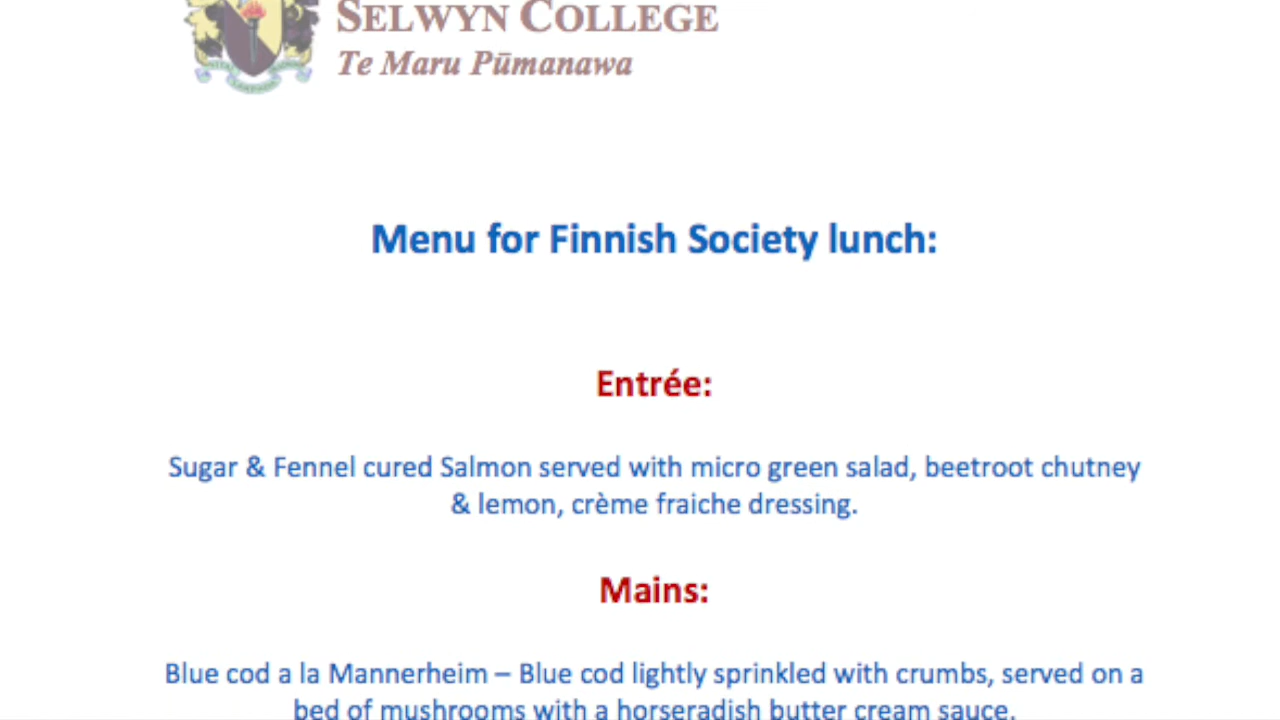 SELWYN COLLEGE
Te Maru Pūmanawa
Menu for Finnish Society lunch:
Entrée:
Sugar & Fennel cured Salmon served with micro green salad, beetroot chutney
& lemon, crème fraiche dressing.
Mains:
Blue cod a la Mannerheim – Blue cod lightly sprinkled with crumbs, served on a
bed of mushrooms with a horseradish butter cream sauce.